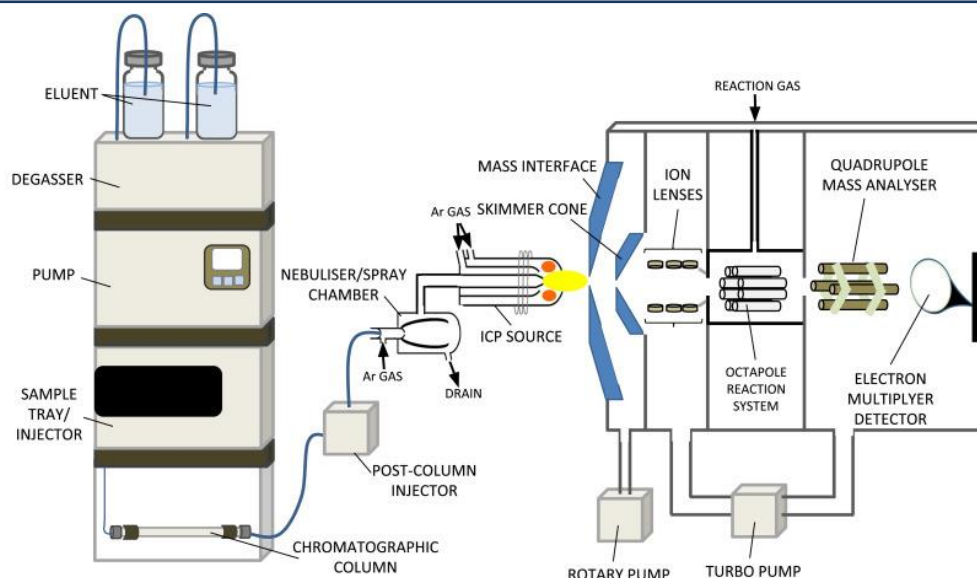 ELUENT
DEGASSER
PUMP
SAMPLE
TRAY/
INJECTOR
CHROMATOGRAPHIC
COLUMN
POST-COLUMN
INJECTOR
NEBULISER/SPRAY
CHAMBER
Ar GAS
DRAIN
Ar GAS
ICP SOURCE
MASS INTERFACE
SKIMMER CONE
ION
LENSES
REACTION GAS
OCTAPOLE
REACTION
SYSTEM
QUADRUPOLE
MASS ANALYSER
ELECTRON
MULTIPLYER
DETECTOR
ROTARY PUMP
TURBO PUMP